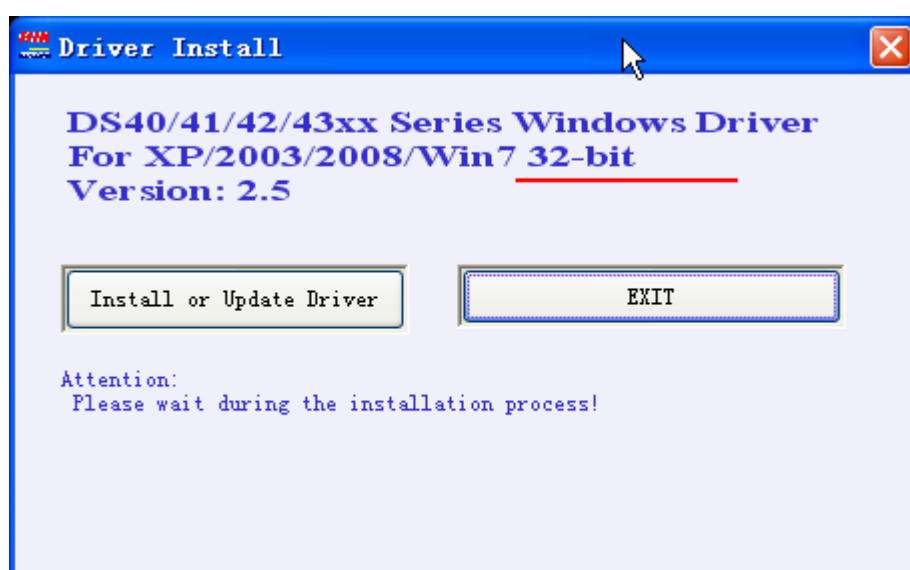 Driver Install
DS40/41/42/43xx Series Windows Driver
For XP/2003/2008/Win7 32-bit
Version: 2.5
Install or Update Driver
EXIT
Attention:
Please wait during the installation process!